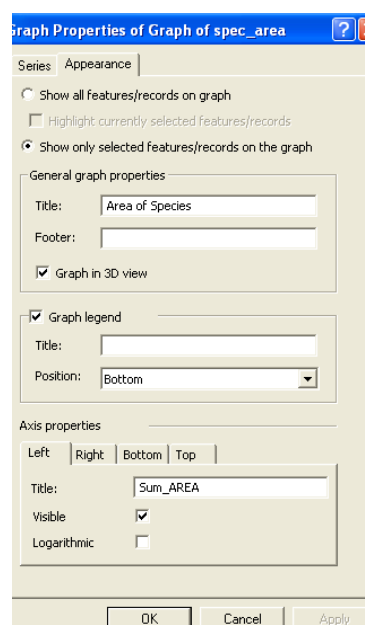 Graph Properties of Graph of spec_area
Series Appearance
Show all features/records on graph
Highlight currently selected features/records
Show only selected features/records on the graph
General graph properties
Title: Area of Species
Footer:
Graph in 3D view
Graph legend
Title:
Position: Bottom
Axis properties
Left Right Bottom Top
Title: Sum_AREA
Visible
Logarithmic
OK Cancel Apply